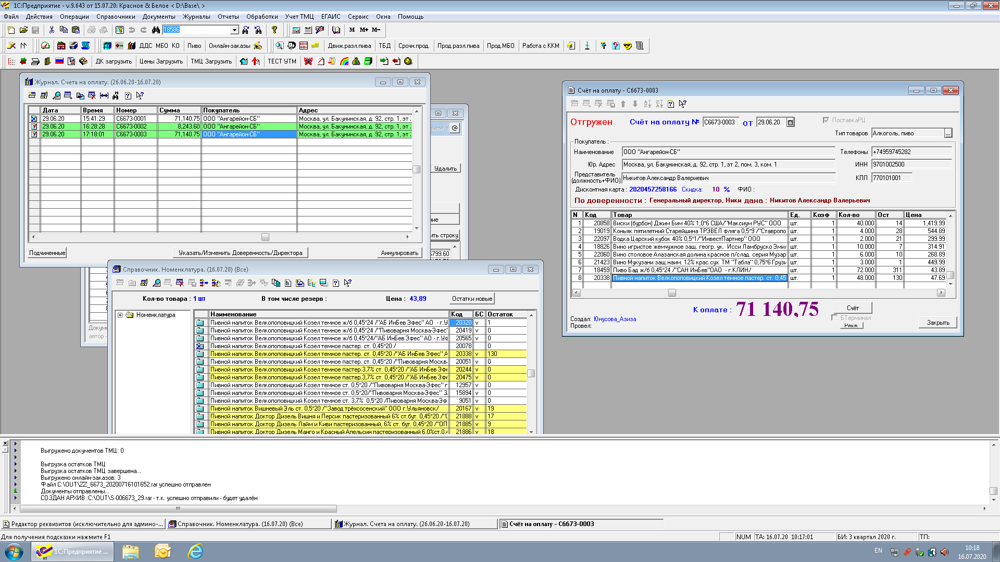 1С:Предприятие - v.9.643 от 15.07.20: Красное & Белое < D:\Base\ >
Файл Действия Операции Справочники Документы Журналы Отчеты Обработки Учет ТМЦ ЕГАИС Сервис Окна Помощь
18586
M M+ M−
ДДС МБО КО Пиво Онлайн-заказы Движ.разл.пива ТБД Срочн.прод. Прод.разл.пива Прод.МБО Работа с ККМ
ДК загрузить Цены Загрузить ТМЦ Загрузить ТЕСТ УТМ
Журнал. Счета на оплату. (26.06.20-16.07.20)
Дата Время Номер Сумма Покупатель Адрес
29.06.20 15:41:29 С6673-0001 71,140.75 ООО "Ангарейон-СБ" Москва, ул. Бакунинская, д. 92, стр. 1, эт
29.06.20 16:28:28 С6673-0002 8,243.60 ООО "Ангарейон-СБ" Москва, ул. Бакунинская, д. 92, стр. 1, эт
29.06.20 17:18:01 С6673-0003 71,140.75 ООО "Ангарейон-СБ" Москва, ул. Бакунинская, д. 92, стр. 1, эт
Подчиненные Указать/Изменить Доверенность/Директора Аннулировать
нием -> @
Удалить
ние
ить строку
6799.60
Докуме
автор -
Счёт на оплату - С6673-0003
Отгружен Счёт на оплату № С6673-0003 от 29.06.20 ПоставкаРЦ
Тип товаров Алкоголь, пиво ...
Покупатель :
Наименование ООО "Ангарейон-СБ" Телефоны +74959745282
Юр. Адрес Москва, ул. Бакунинская, д. 92, стр. 1, эт 2, пом. 3, ком. 1 ИНН 9701002500
Представитель (должность+ФИО) Никитов Александр Валериевич КПП 770101001
Дисконтная карта : 2020457258166 Скидка: 10 % ФИО :
По доверенности : Генеральный директор, Ники дана : Никитов Александр Валерьевич
N Код Товар Ед. Коэф Кол-во Ост Цена
1 20858 Виски (бурбон) Джим Бим 40% 1,0*6 США/"Максиум РУС" ООО шт. 1 40.000 14 1,419.99
2 19019 Коньяк пятилетний Старейшина ТРЭВЕЛ Фляга 0,5*9 /"Ставропо шт. 1 4.000 28 544.89
3 22097 Водка Царский кубок 40% 0,5*1/"ИнвестПартнер" ООО шт. 1 2.000 21 299.99
4 18826 Вино игристое жемчужное защ. геогр. ук. Исси Ламбруско Эмил шт. 1 10.000 7 314.91
5 22060 Вино столовое Алазанская долина красное п/слад. серия Музар шт. 1 6.000 10 268.89
6 21423 Вино Мукузани защ.наим. 12% крас.сух. ТМ "Табла" 0,75*6 Грузи шт. 1 3.000 1 449.99
7 18459 Пиво Бад ж/б 0,45*24 /"САН ИнБев"ОАО - г.КЛИН/ шт. 1 72.000 311 43.89
8 20338 Пивной напиток Велкопоповицкий Козел темное пастер. ст. 0,45 шт. 1 48.000 130 47.69
К оплате : 71 140,75 Счёт
БТерминал
Создал: Юнусова_Азиза
Провел: Рекв Закрыть
Справочник. Номенклатура. (16.07.20) (Все)
Кол-во товара : 1 шт В том числе резерв : Цена : 43,89 Остатки новые
Номенклатура
Наименование Код БС Остаток
Пивной напиток Велкопоповицкий Козел темное ж/б 0,45*24 /"АБ ИнБев Эфес" АО - г.У 20320 v 1
Пивной напиток Велкопоповицкий Козел темное ж/б 0,45*24 /"Пивоварня Москва-Эфес" 20419 v 0
Пивной напиток Велкопоповицкий Козел темное ж/б 0,45*24/"АБ ИнБев Эфес" АО - г.Уф 20565 v 0
Пивной напиток Велкопоповицкий Козел темное пастер. ст. 0,45*20 / 20078 0
Пивной напиток Велкопоповицкий Козел темное пастер. ст. 0,45*20 /"АБ ИнБев Эфес" А 20338 v 130
Пивной напиток Велкопоповицкий Козел темное пастер. ст. 0,45*20 /"Пивоварня Москва 20051 v 0
Пивной напиток Велкопоповицкий Козел темное пастер.3,7% ст. 0,45*20 /"АБ ИнБев Эфе 20244 v 0
Пивной напиток Велкопоповицкий Козел темное пастер.3,7% ст. 0,45*20 /"АБ ИнБев Эфе 20475 v 0
Пивной напиток Велкопоповицкий Козел темное ст. 0,5*20 /"Пивоварня Москва-Эфес" г 12957 v 0
Пивной напиток Велкопоповицкий Козел темное ст. 0,5*20/"Пивоварня Москва-Эфес" З 15894 v 0
Пивной напиток Велкопоповицкий Козел темное ст. 3,7% 0,5*20 /Пивоварня Москва-Эф 9051 v 0
Пивной напиток Вишневый Эль ст. 0,5*20 /"Завод трёхсосенский" ООО г.Ульяновск/ 20167 v 19
Пивной напиток Доктор Дизель Вишня и Персик пастеризованный 6% ст.бут. 0,45*20 /"О 21888 v 17
Пивной напиток Доктор Дизель Лайм и Киви пастеризованный, 6% ст. бут. 0,45*20 /"ОП 21885 v 9
Пивной напиток Доктор Дизель Манго и Красный Апельсин пастеризованный 6,0%ст.0, 21886 v 18
Выгружено документов ТМЦ: 0
Выгрузка остатков ТМЦ
Выгрузка остатков ТМЦ завершена...
Выгружено онлайн-заказов: 3
Файл C:\OUT\ZZ_6673_20200716101652.rar успешно отправлен
Документы отправлены...
СОЗДАН АРХИВ :C:\OUT\S-006673_29.rar - т.к. успешно отправили - будет удалён
Редактор реквизитов (исключительно для админо-... Справочник. Номенклатура. (16.07.20) (Все) Журнал. Счета на оплату. (26.06.20-16.07.20) Счёт на оплату - С6673-0003
Для получения подсказки нажмите F1 NUM ТА: 16.07.20 10:17:01 БИ: 3 квартал 2020 г. ТП:
1С:Предприятие ... EN 10:18
16.07.2020